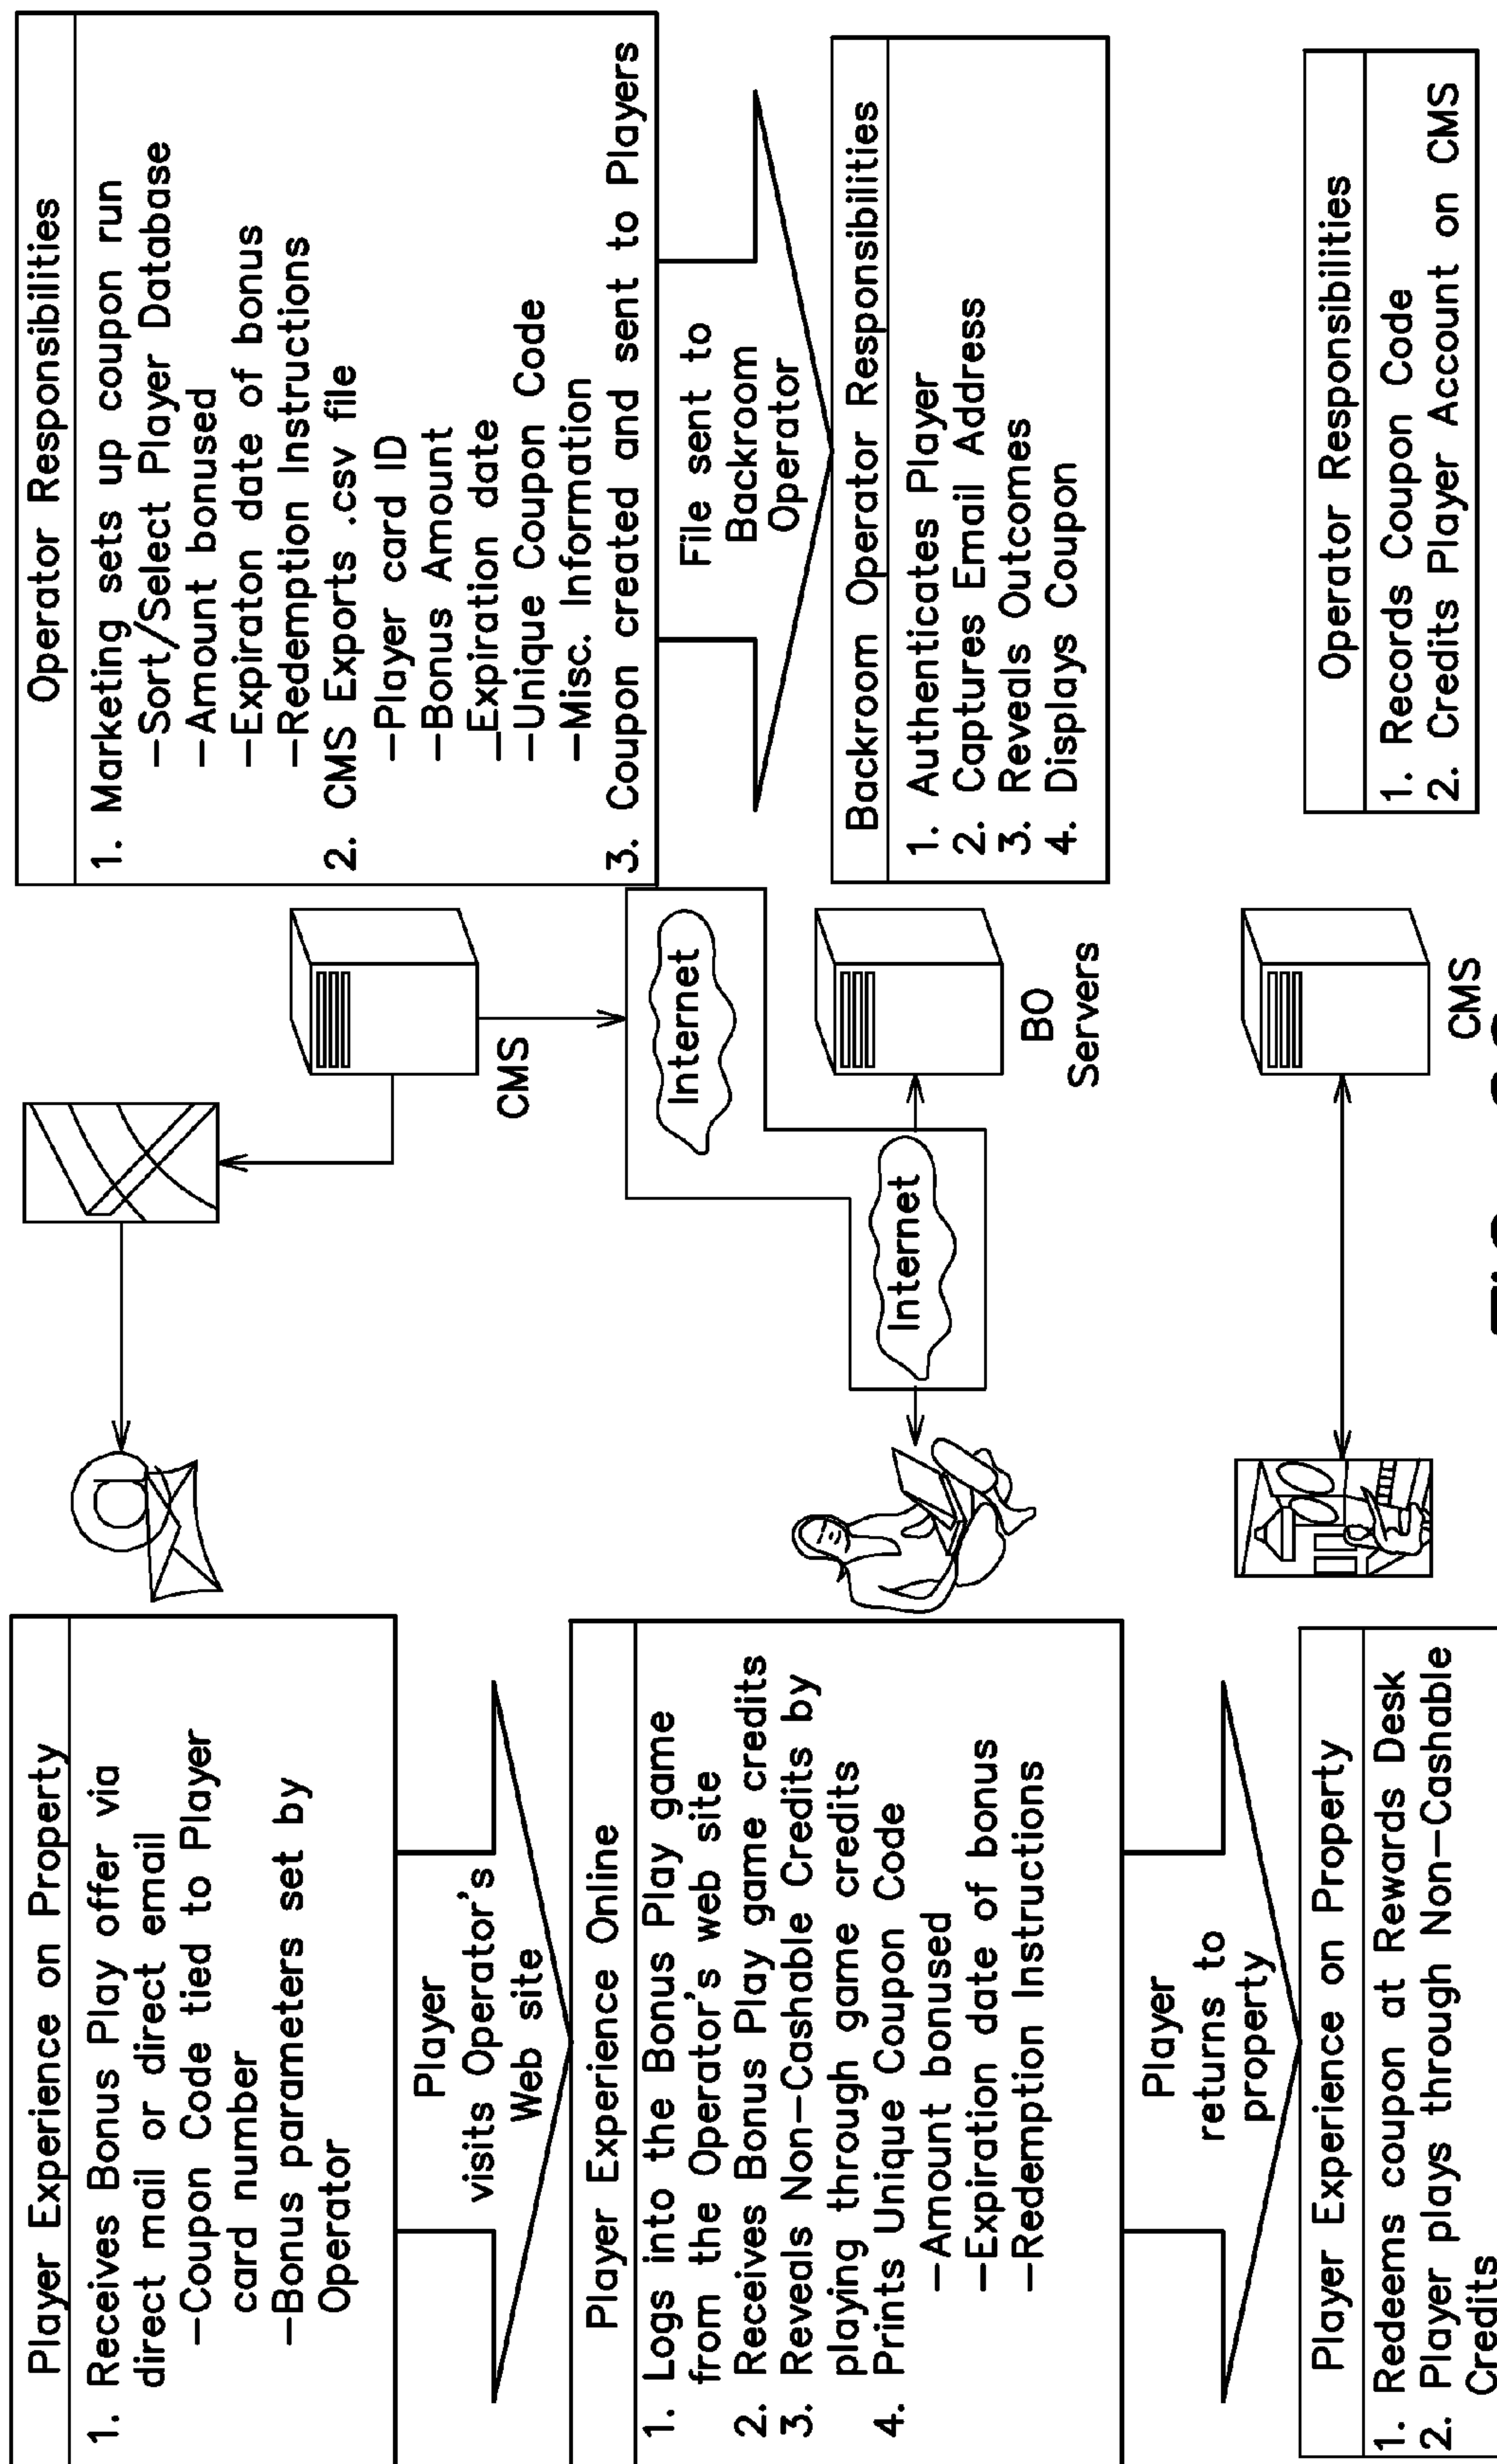 Player Experience on Property
1. Receives Bonus Play offer via
direct mail or direct email
–Coupon Code tied to Player
card number
–Bonus parameters set by
Operator
Player
visits Operator's
Web site
Player Experience Online
1. Logs into the Bonus Play game
from the Operator's web site
2. Receives Bonus Play game credits
3. Reveals Non–Cashable Credits by
playing through game credits
4. Prints Unique Coupon Code
–Amount bonused
–Expiration date of bonus
–Redemption Instructions
Player
returns to
property
Player Experience on Property
1. Redeems coupon at Rewards Desk
2. Player plays through Non–Cashable
Credits
CMS
Internet
Internet
BO
Servers
CMS
Operator Responsibilities
1. Marketing sets up coupon run
–Sort/Select Player Database
–Amount bonused
–Expiraton date of bonus
–Redemption Instructions
2. CMS Exports .csv file
–Player card ID
–Bonus Amount
–Expiration date
–Unique Coupon Code
–Misc. Information
3. Coupon created and sent to Players
File sent to
Backroom
Operator
Backroom Operator Responsibilities
1. Authenticates Player
2. Captures Email Address
3. Reveals Outcomes
4. Displays Coupon
Operator Responsibilities
1. Records Coupon Code
2. Credits Player Account on CMS